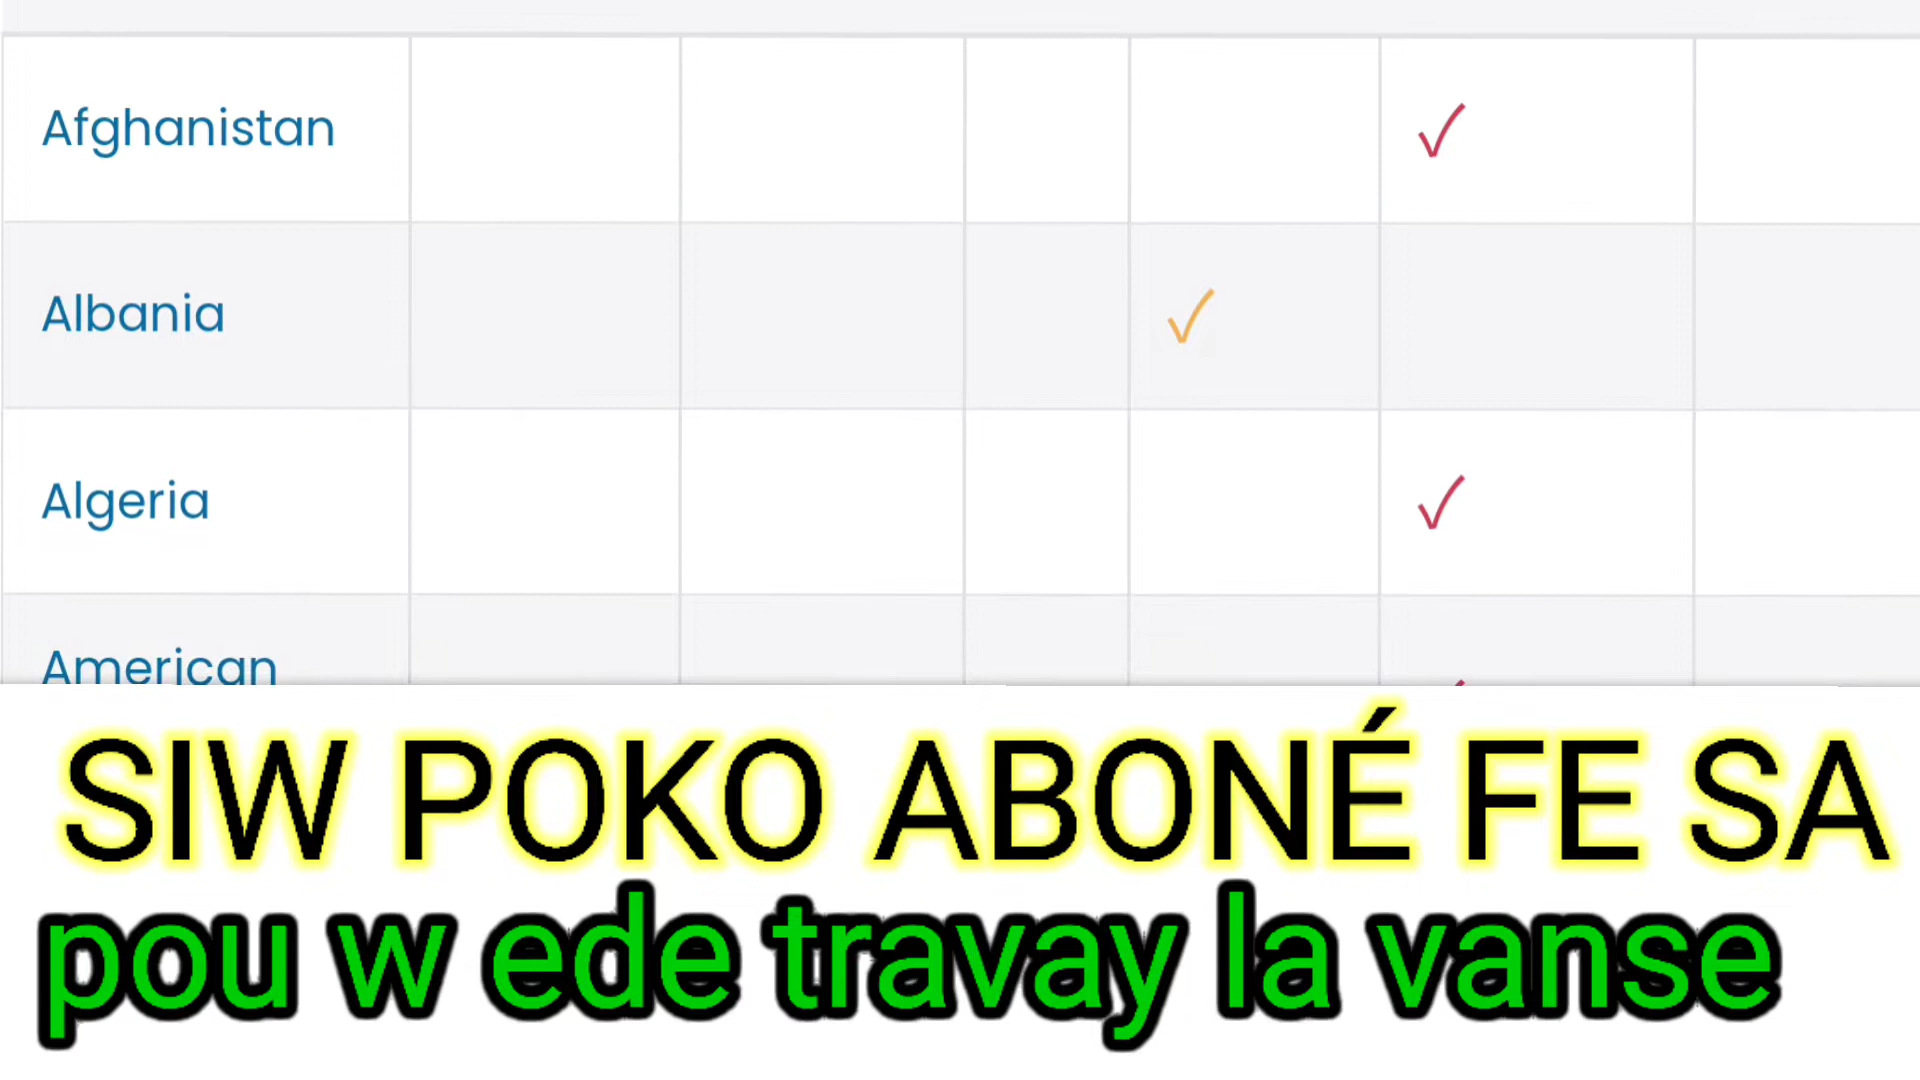 Afghanistan
Albania
Algeria
American
SIW POKO ABONÉ FE SA
pou w ede travay la vanse